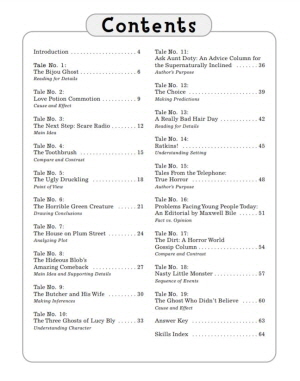 Contents
Introduction . . . . . . . . . . . . . . . . . 4
Tale No. 1:
The Bijou Ghost . . . . . . . . . . . . . . 6
Reading for Details
Tale No. 2:
Love Potion Commotion . . . . . . . . . 9
Cause and Effect
Tale No. 3:
The Next Step: Scare Radio . . . . . . . 12
Main Idea
Tale No. 4:
The Toothbrush . . . . . . . . . . . . . . 15
Compare and Contrast
Tale No. 5:
The Ugly Druckling . . . . . . . . . . . 18
Point of View
Tale No. 6:
The Horrible Green Creature . . . . . . 21
Drawing Conclusions
Tale No. 7:
The House on Plum Street . . . . . . . . 24
Analyzing Plot
Tale No. 8:
The Hideous Blob's
Amazing Comeback . . . . . . . . . . . 27
Main Idea and Supporting Details
Tale No. 9:
The Butcher and His Wife . . . . . . . . 30
Making Inferences
Tale No. 10:
The Three Ghosts of Lucy Bly . . . . . . 33
Understanding Character
Tale No. 11:
Ask Aunt Doty: An Advice Column for
the Supernaturally Inclined . . . . . . . 36
Author's Purpose
Tale No. 12:
The Choice . . . . . . . . . . . . . . . . . 39
Making Predictions
Tale No. 13:
A Really Bad Hair Day . . . . . . . . . . 42
Reading for Details
Tale No. 14:
Ratkins! . . . . . . . . . . . . . . . . . . 45
Understanding Setting
Tale No. 15:
Tales From the Telephone:
True Horror . . . . . . . . . . . . . . . . 48
Author's Purpose
Tale No. 16:
Problems Facing Young People Today:
An Editorial by Maxwell Bile . . . . . . 51
Fact vs. Opinion
Tale No. 17:
The Dirt: A Horror World
Gossip Column . . . . . . . . . . . . . . 54
Compare and Contrast
Tale No. 18:
Nasty Little Monster . . . . . . . . . . . 57
Sequence of Events
Tale No. 19:
The Ghost Who Didn't Believe . . . . . 60
Cause and Effect
Answer Key . . . . . . . . . . . . . . . . 63
Skills Index . . . . . . . . . . . . . . . . 64